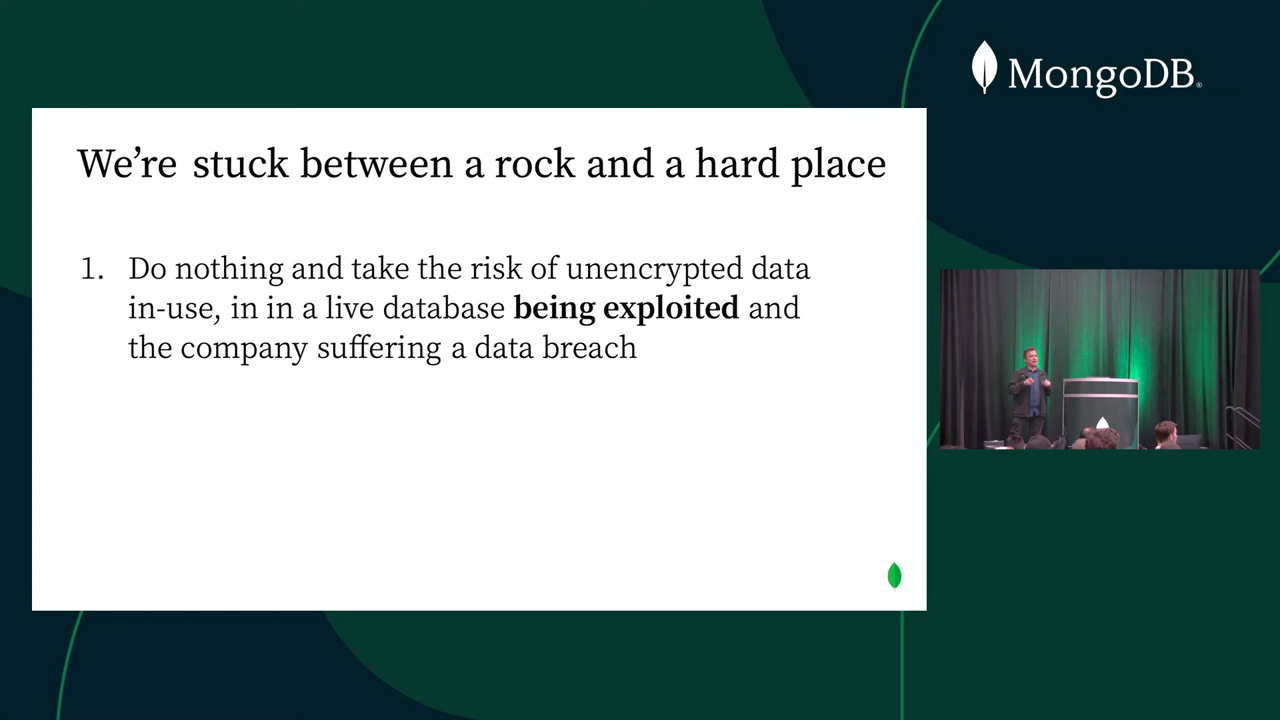 MongoDB®
We're stuck between a rock and a hard place
1. Do nothing and take the risk of unencrypted data
in-use, in in a live database being exploited and
the company suffering a data breach